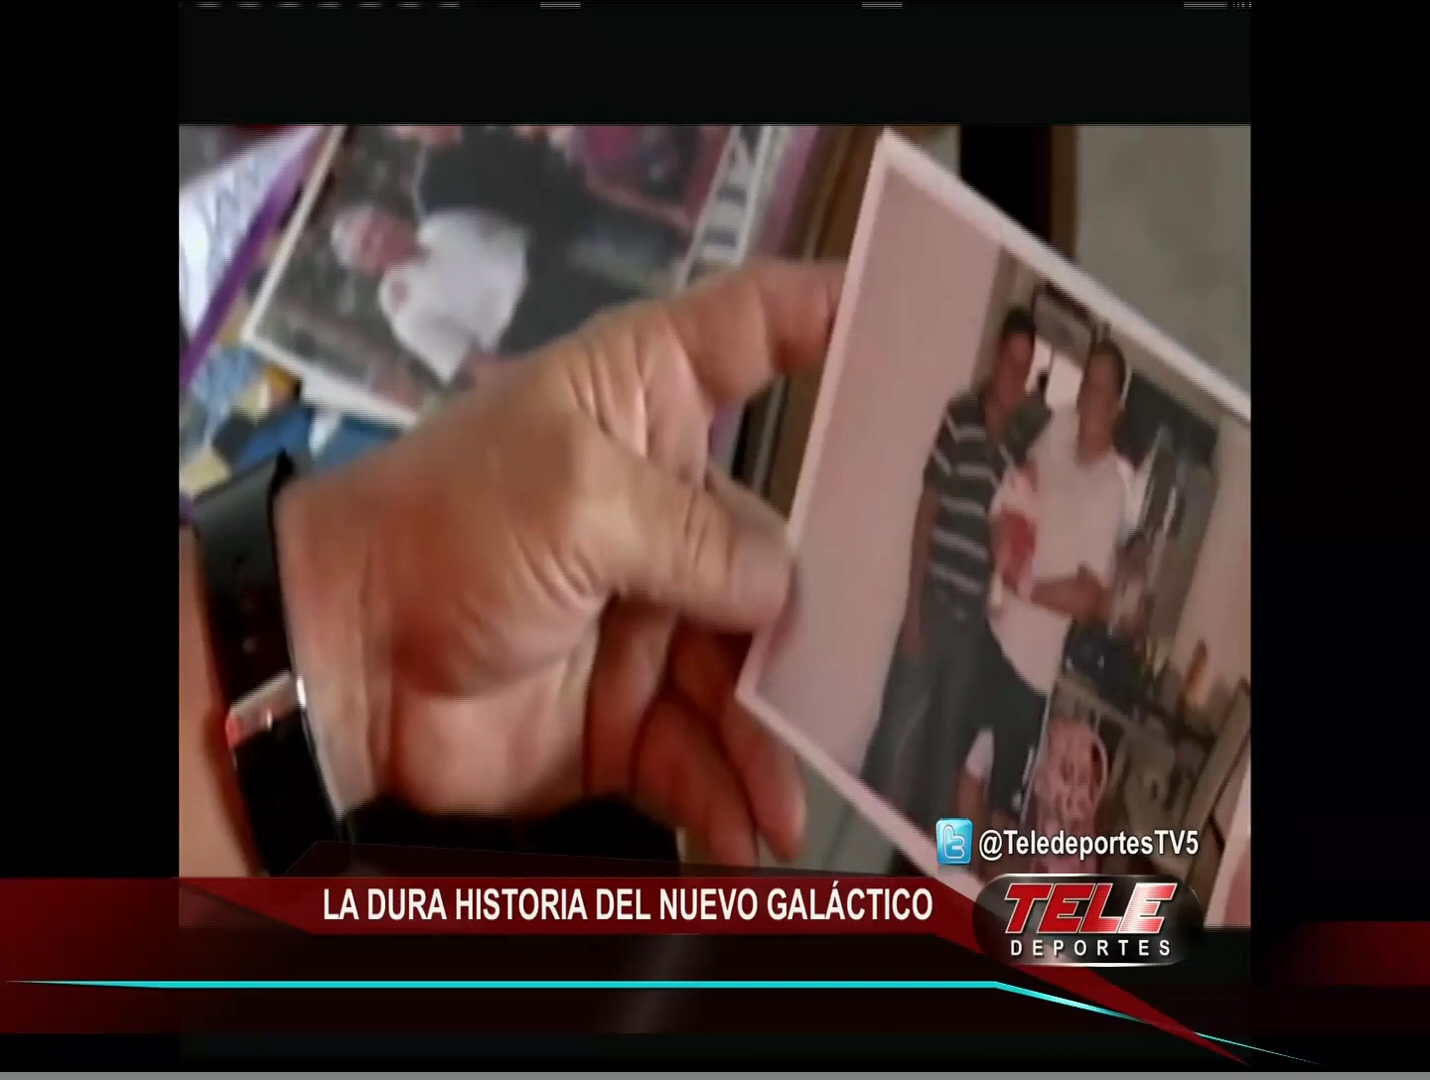 @TeledeportesTV5
LA DURA HISTORIA DEL NUEVO GALÁCTICO
TELE
DEPORTES